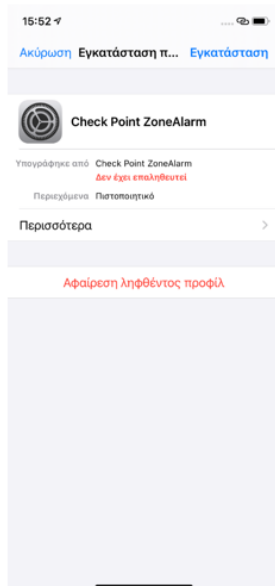 15:52
Ακύρωση Εγκατάσταση π... Εγκατάσταση
Check Point ZoneAlarm
Υπογράφηκε από Check Point ZoneAlarm
Δεν έχει επαληθευτεί
Περιεχόμενα Πιστοποιητικό
Περισσότερα
Αφαίρεση ληφθέντος προφίλ